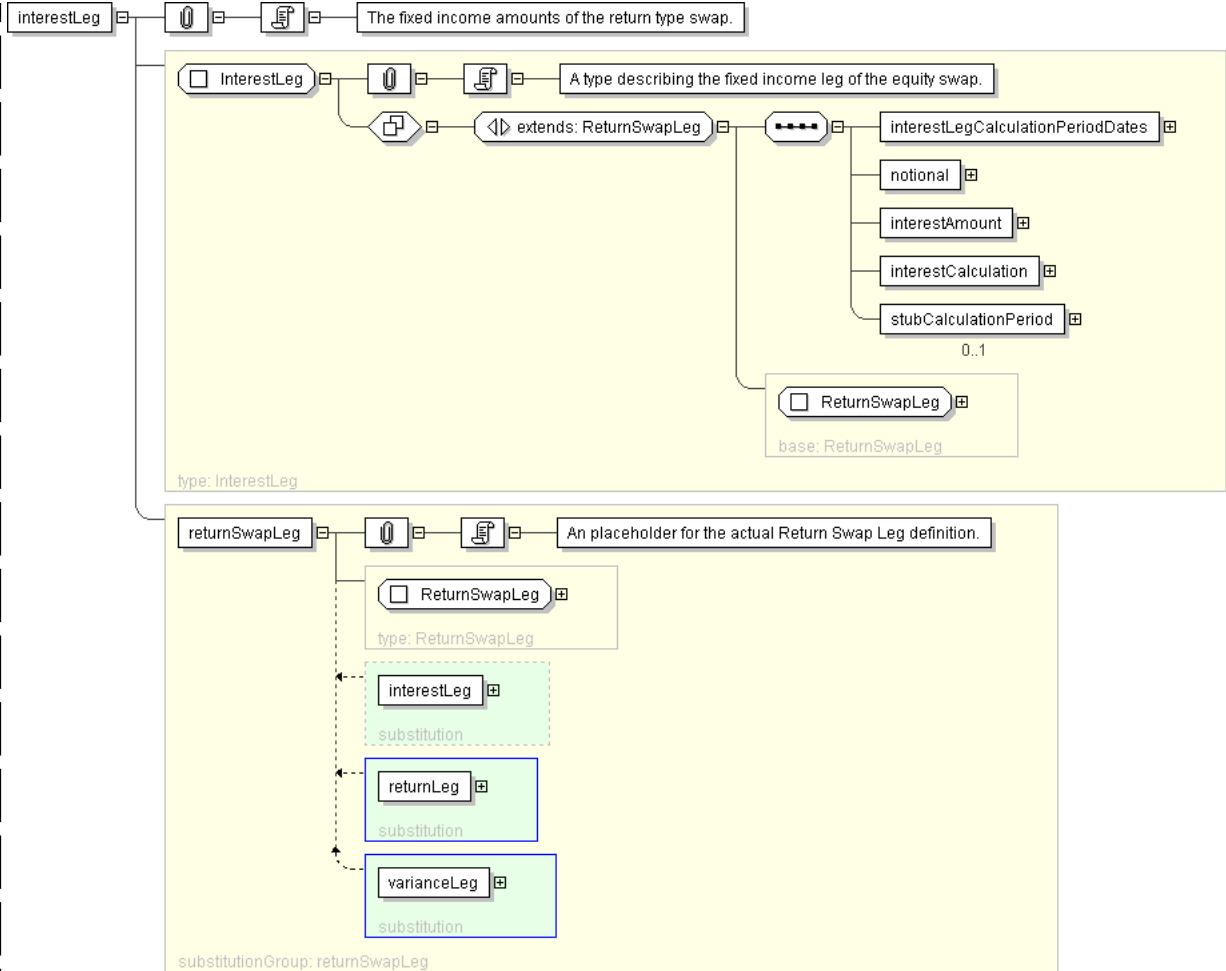 interestLeg
The fixed income amounts of the return type swap.
InterestLeg
A type describing the fixed income leg of the equity swap.
extends: ReturnSwapLeg
interestLegCalculationPeriodDates
notional
interestAmount
interestCalculation
stubCalculationPeriod
0..1
ReturnSwapLeg
base: ReturnSwapLeg
type: InterestLeg
returnSwapLeg
An placeholder for the actual Return Swap Leg definition.
ReturnSwapLeg
type: ReturnSwapLeg
interestLeg
substitution
returnLeg
substitution
varianceLeg
substitution
substitutionGroup: returnSwapLeg